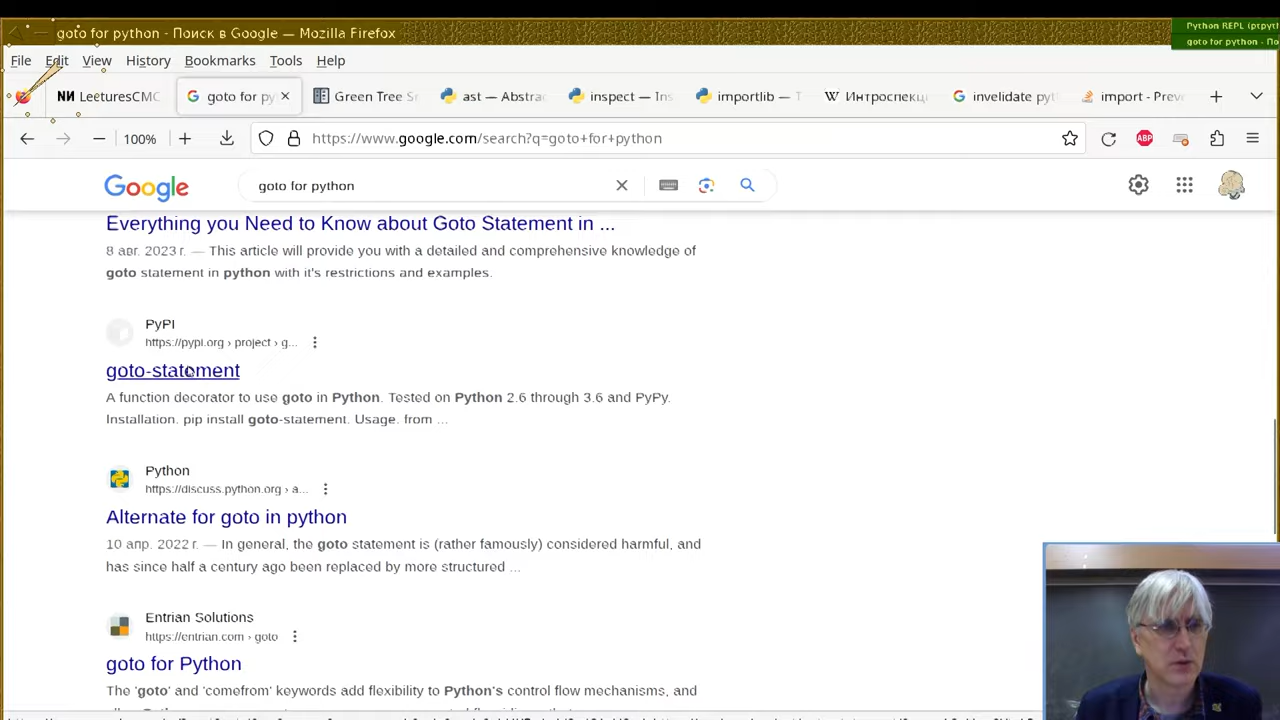 goto for python - Поиск в Google — Mozilla Firefox
Python REPL (ptpyt
goto for python - По
File Edit View History Bookmarks Tools Help
LecturesCMC
goto for py
Green Tree S
ast — Abstrac
inspect — Ins
importlib — T
Интроспекц
invelidate pyt
import - Preve
100%
https://www.google.com/search?q=goto+for+python
ABP
Google
goto for python
Everything you Need to Know about Goto Statement in ...
8 авг. 2023 г. — This article will provide you with a detailed and comprehensive knowledge of
goto statement in python with it's restrictions and examples.
PyPI
https://pypi.org › project › g...
goto-statement
A function decorator to use goto in Python. Tested on Python 2.6 through 3.6 and PyPy.
Installation. pip install goto-statement. Usage. from ...
Python
https://discuss.python.org › a...
Alternate for goto in python
10 апр. 2022 г. — In general, the goto statement is (rather famously) considered harmful, and
has since half a century ago been replaced by more structured ...
Entrian Solutions
https://entrian.com › goto
goto for Python
The 'goto' and 'comefrom' keywords add flexibility to Python's control flow mechanisms, and